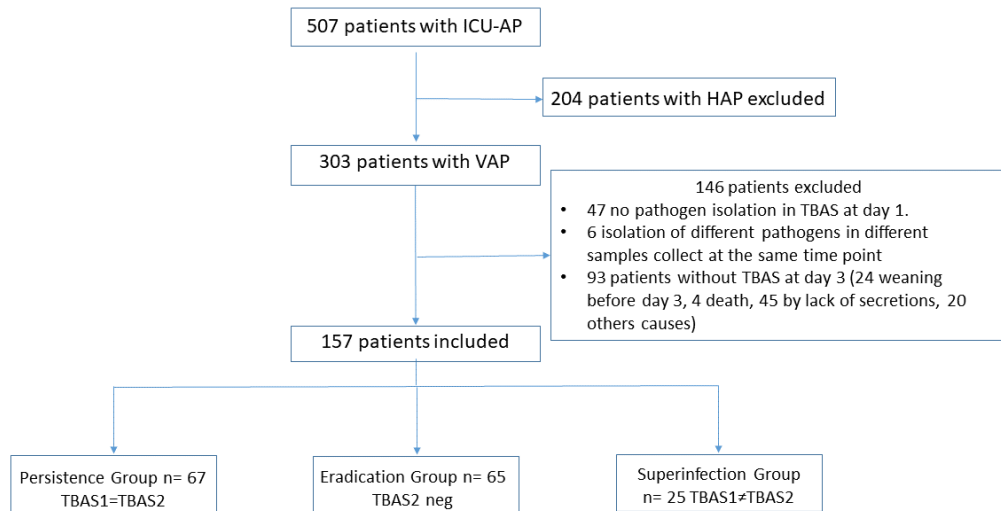 507 patients with ICU-AP
204 patients with HAP excluded
303 patients with VAP
146 patients excluded
• 47 no pathogen isolation in TBAS at day 1.
• 6 isolation of different pathogens in different
samples collect at the same time point
• 93 patients without TBAS at day 3 (24 weaning
before day 3, 4 death, 45 by lack of secretions, 20
others causes)
157 patients included
Persistence Group n= 67
TBAS1=TBAS2
Eradication Group n= 65
TBAS2 neg
Superinfection Group
n= 25 TBAS1≠TBAS2